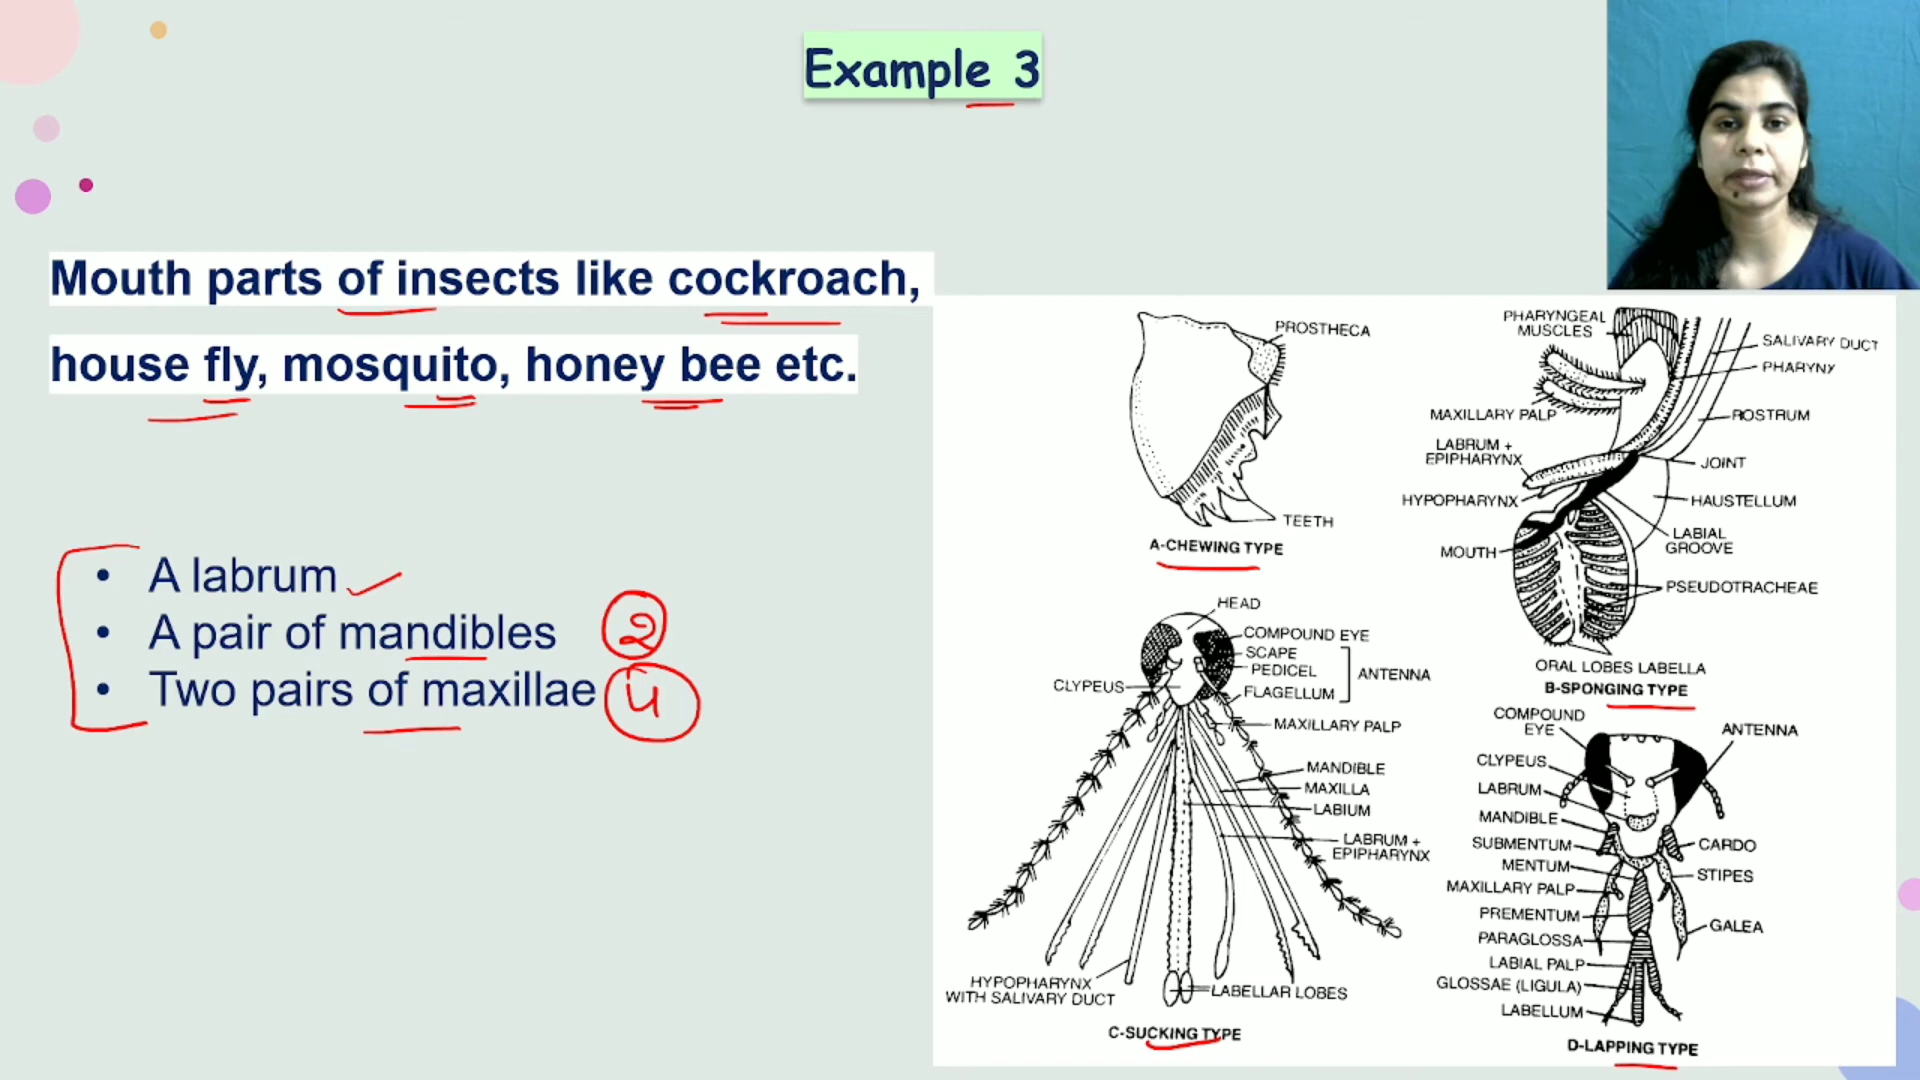 Example 3
Mouth parts of insects like cockroach,
house fly, mosquito, honey bee etc.
• A labrum
• A pair of mandibles 2
• Two pairs of maxillae 4
PROSTHECA
TEETH
A-CHEWING TYPE
PHARYNGEAL
MUSCLES
SALIVARY DUCT
PHARYNY
MAXILLARY PALP
ROSTRUM
LABRUM +
EPIPHARYNX
JOINT
HYPOPHARYNX
HAUSTELLUM
LABIAL
GROOVE
MOUTH
PSEUDOTRACHEAE
ORAL LOBES LABELLA
B-SPONGING TYPE
HEAD
COMPOUND EYE
SCAPE
PEDICEL
ANTENNA
FLAGELLUM
CLYPEUS
MAXILLARY PALP
MANDIBLE
MAXILLA
LABIUM
LABRUM +
EPIPHARYNX
HYPOPHARYNX
WITH SALIVARY DUCT
LABELLAR LOBES
C-SUCKING TYPE
COMPOUND
EYE
ANTENNA
CLYPEUS
LABRUM
MANDIBLE
SUBMENTUM
CARDO
MENTUM
STIPES
MAXILLARY PALP
PREMENTUM
GALEA
PARAGLOSSA
LABIAL PALP
GLOSSAE (LIGULA)
LABELLUM
D-LAPPING TYPE